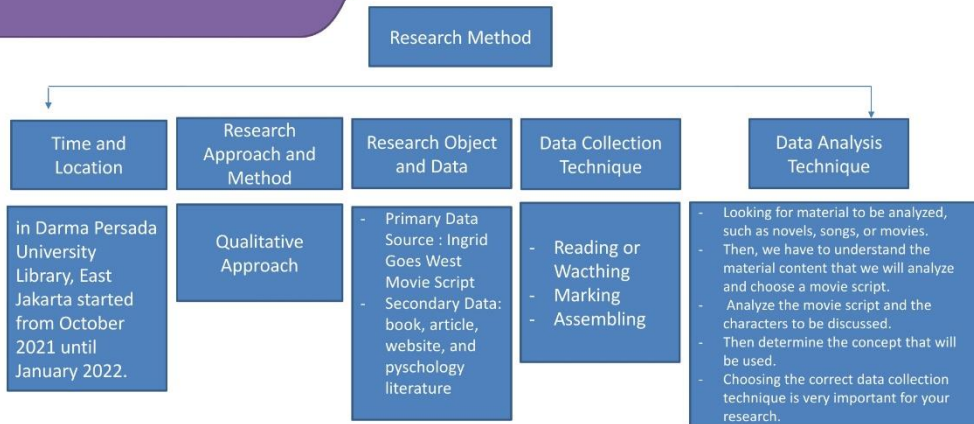 Research Method
Time and
Location
Research
Approach and
Method
Research Object
and Data
Data Collection
Technique
Data Analysis
Technique
in Darma Persada
University
Library, East
Jakarta started
from October
2021 until
January 2022.
Qualitative
Approach
- Primary Data
Source : Ingrid
Goes West
Movie Script
- Secondary Data:
book, article,
website, and
pyschology
literature
- Reading or
Wacthing
- Marking
- Assembling
- Looking for material to be analyzed,
such as novels, songs, or movies.
- Then, we have to understand the
material content that we will analyze
and choose a movie script.
- Analyze the movie script and the
characters to be discussed.
- Then determine the concept that will
be used.
- Choosing the correct data collection
technique is very important for your
research.